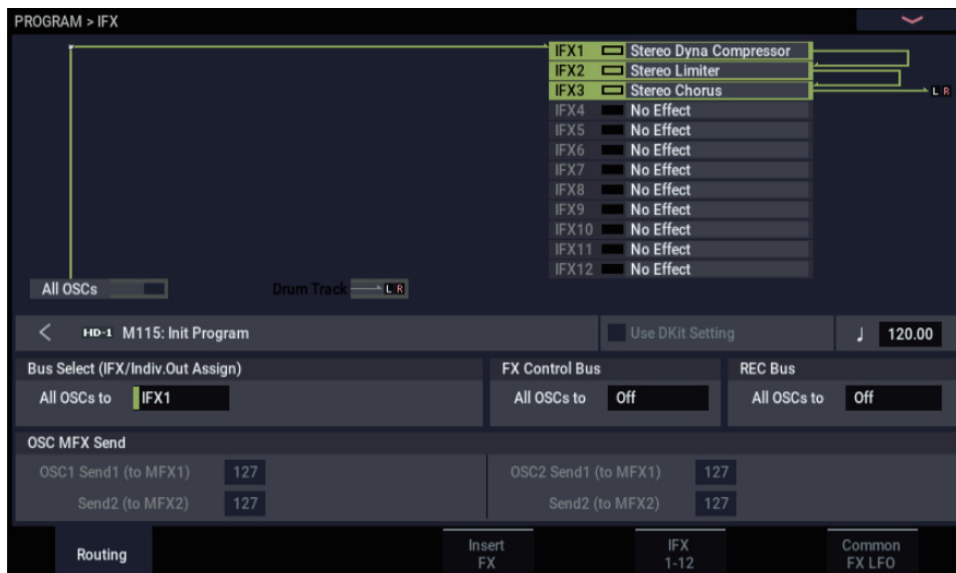 PROGRAM > IFX
IFX1 Stereo Dyna Compressor
IFX2 Stereo Limiter
IFX3 Stereo Chorus
L R
IFX4 No Effect
IFX5 No Effect
IFX6 No Effect
IFX7 No Effect
IFX8 No Effect
IFX9 No Effect
IFX10 No Effect
IFX11 No Effect
IFX12 No Effect
All OSCs Drum Track L R
HD-1 M115: Init Program Use DKit Setting ♩ 120.00
Bus Select (IFX/Indiv.Out Assign) FX Control Bus REC Bus
All OSCs to IFX1 All OSCs to Off All OSCs to Off
OSC MFX Send
OSC1 Send1 (to MFX1) 127 OSC2 Send1 (to MFX1) 127
Send2 (to MFX2) 127 Send2 (to MFX2) 127
Routing Insert FX IFX 1-12 Common FX LFO